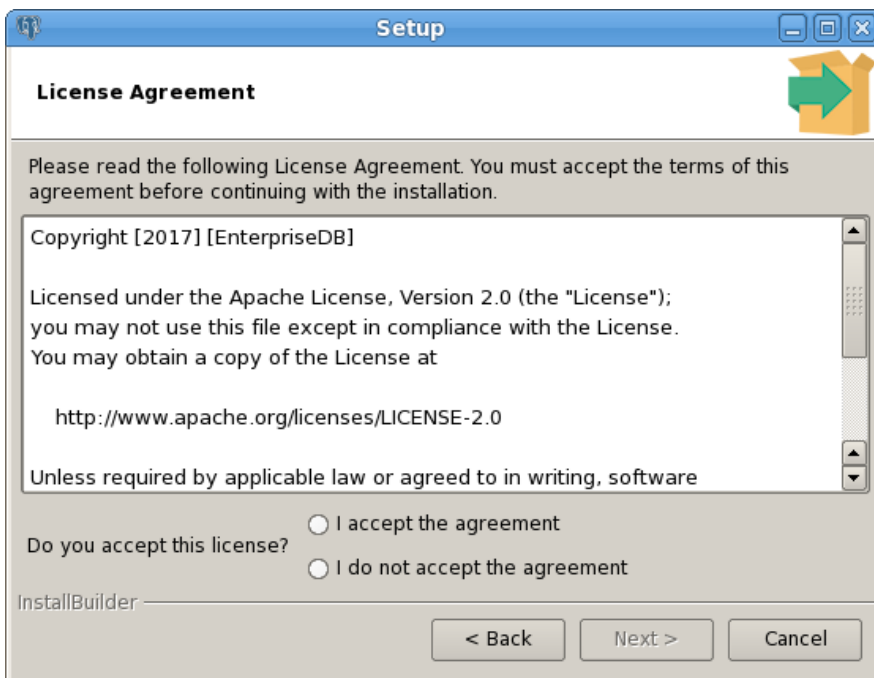 Setup
License Agreement
Please read the following License Agreement. You must accept the terms of this
agreement before continuing with the installation.
Copyright [2017] [EnterpriseDB]
Licensed under the Apache License, Version 2.0 (the "License");
you may not use this file except in compliance with the License.
You may obtain a copy of the License at
http://www.apache.org/licenses/LICENSE-2.0
Unless required by applicable law or agreed to in writing, software
Do you accept this license?
I accept the agreement
I do not accept the agreement
InstallBuilder
< Back
Next >
Cancel